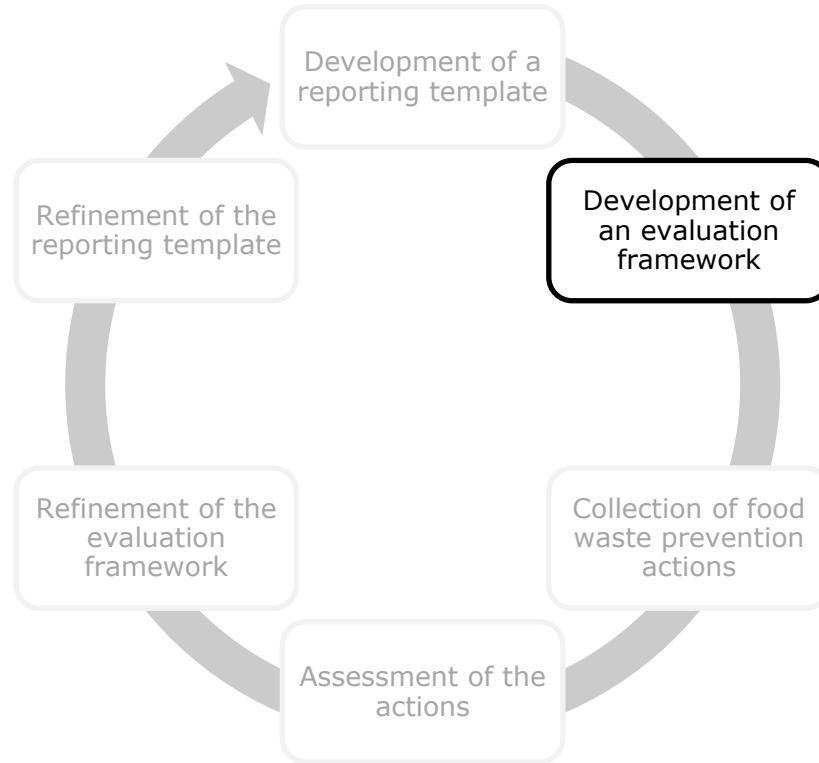 Development of a
reporting template
Development of
an evaluation
framework
Collection of food
waste prevention
actions
Assessment of the
actions
Refinement of the
evaluation
framework
Refinement of the
reporting template